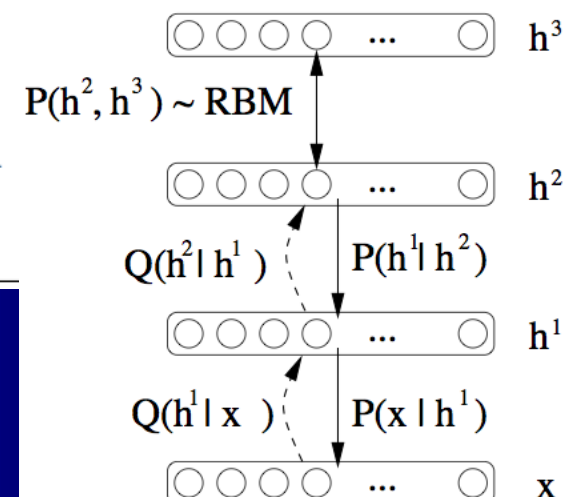 ... h³
P(h², h³) ~ RBM
... h²
Q(h²| h¹ ) P(h¹| h²)
... h¹
Q(h¹| x ) P(x | h¹)
... x